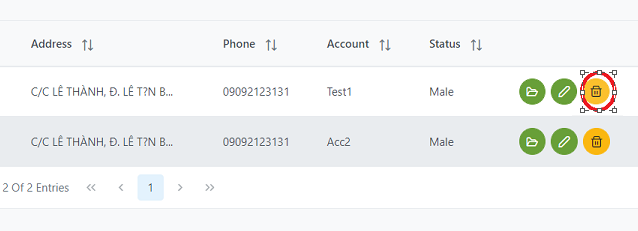 Address Phone Account Status
C/C LÊ THÀNH, Đ. LÊ T?N B... 09092123131 Test1 Male
C/C LÊ THÀNH, Đ. LÊ T?N B... 09092123131 Acc2 Male
2 Of 2 Entries << < 1 > >>